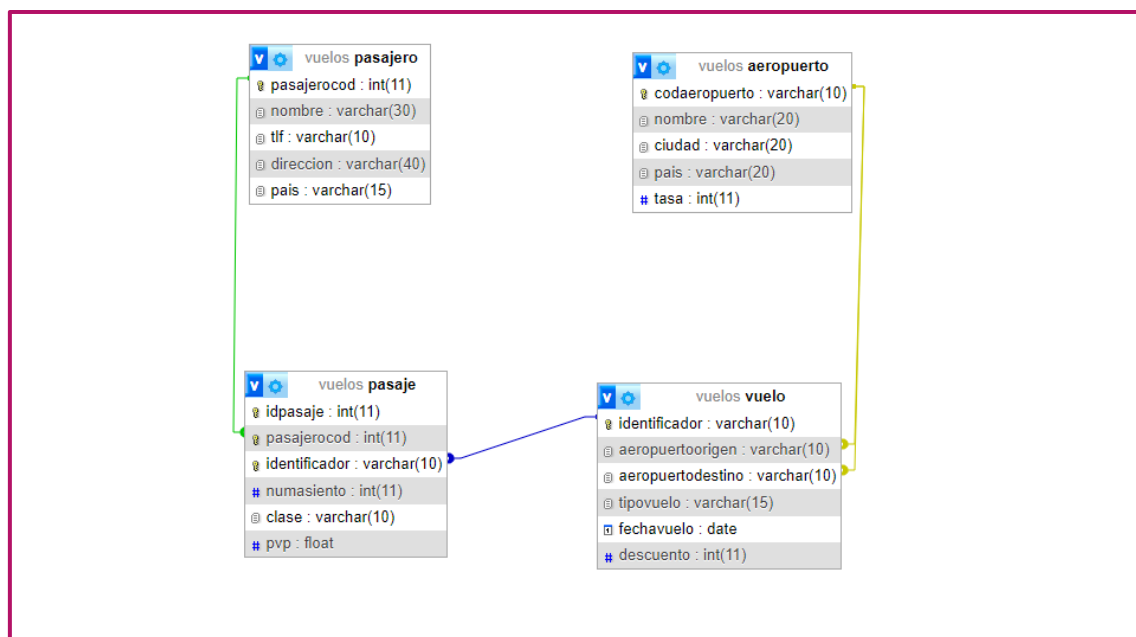 vuelos pasajero
pasajerocod : int(11)
nombre : varchar(30)
tlf : varchar(10)
direccion : varchar(40)
pais : varchar(15)
vuelos aeropuerto
codaeropuerto : varchar(10)
nombre : varchar(20)
ciudad : varchar(20)
pais : varchar(20)
# tasa : int(11)
vuelos pasaje
idpasaje : int(11)
pasajerocod : int(11)
identificador : varchar(10)
# numasiento : int(11)
clase : varchar(10)
# pvp : float
vuelos vuelo
identificador : varchar(10)
aeropuertoorigen : varchar(10)
aeropuertodestino : varchar(10)
tipovuelo : varchar(15)
fechavuelo : date
# descuento : int(11)